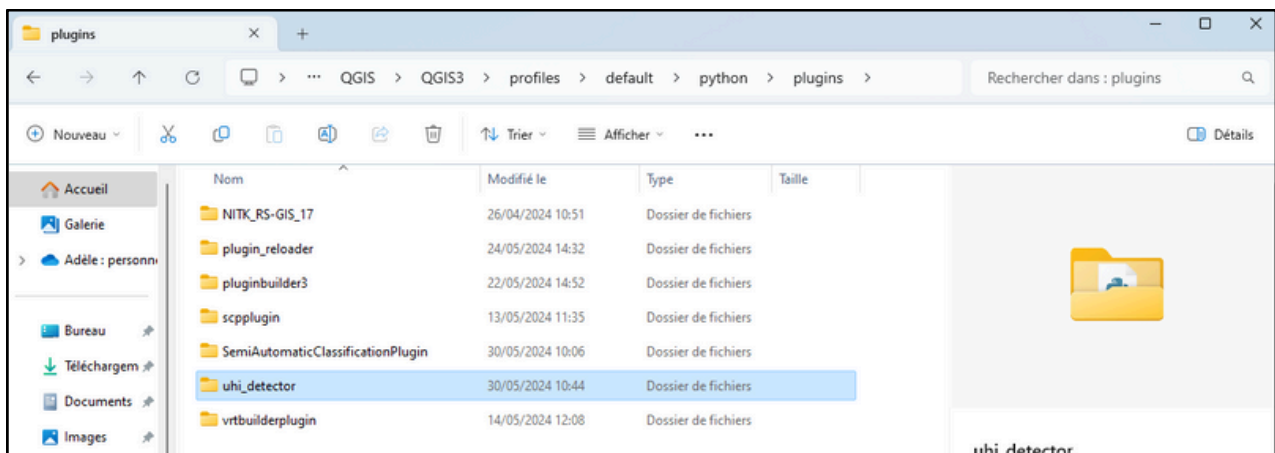 plugins
QGIS > QGIS3 > profiles > default > python > plugins >
Rechercher dans : plugins
Nouveau
Trier
Afficher
Détails
Accueil
Galerie
Adèle : personn
Bureau
Téléchargem
Documents
Images
Nom Modifié le Type Taille
NITK_RS-GIS_17 26/04/2024 10:51 Dossier de fichiers
plugin_reloader 24/05/2024 14:32 Dossier de fichiers
pluginbuilder3 22/05/2024 14:52 Dossier de fichiers
scpplugin 13/05/2024 11:35 Dossier de fichiers
SemiAutomaticClassificationPlugin 30/05/2024 10:06 Dossier de fichiers
uhi_detector 30/05/2024 10:44 Dossier de fichiers
vrtbuilderplugin 14/05/2024 12:08 Dossier de fichiers
uhi_detector